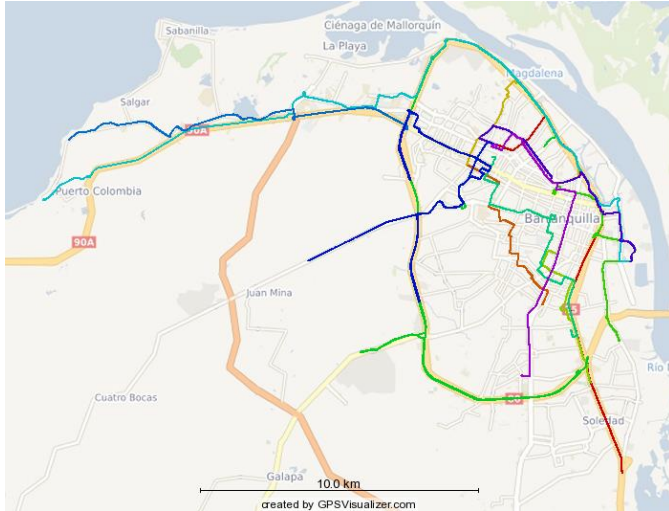 Ciénaga de Mallorquín
Sabanilla
La Playa
Magdalena
Salgar
90A
Puerto Colombia
Barranquilla
90A
Juan Mina
Cuatro Bocas
Soledad
Galapa
10.0 km
created by GPSVisualizer.com